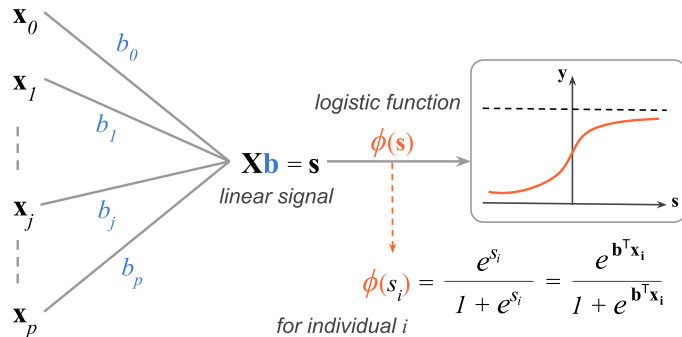 x₀
b₀
x₁
b₁
xⱼ
bⱼ
xₚ
bₚ
Xb = s
linear signal
logistic function
ϕ(s)
y
s
ϕ(sᵢ) = e^{sᵢ} / (1 + e^{sᵢ}) = e^{bᵀxᵢ} / (1 + e^{bᵀxᵢ})
for individual i